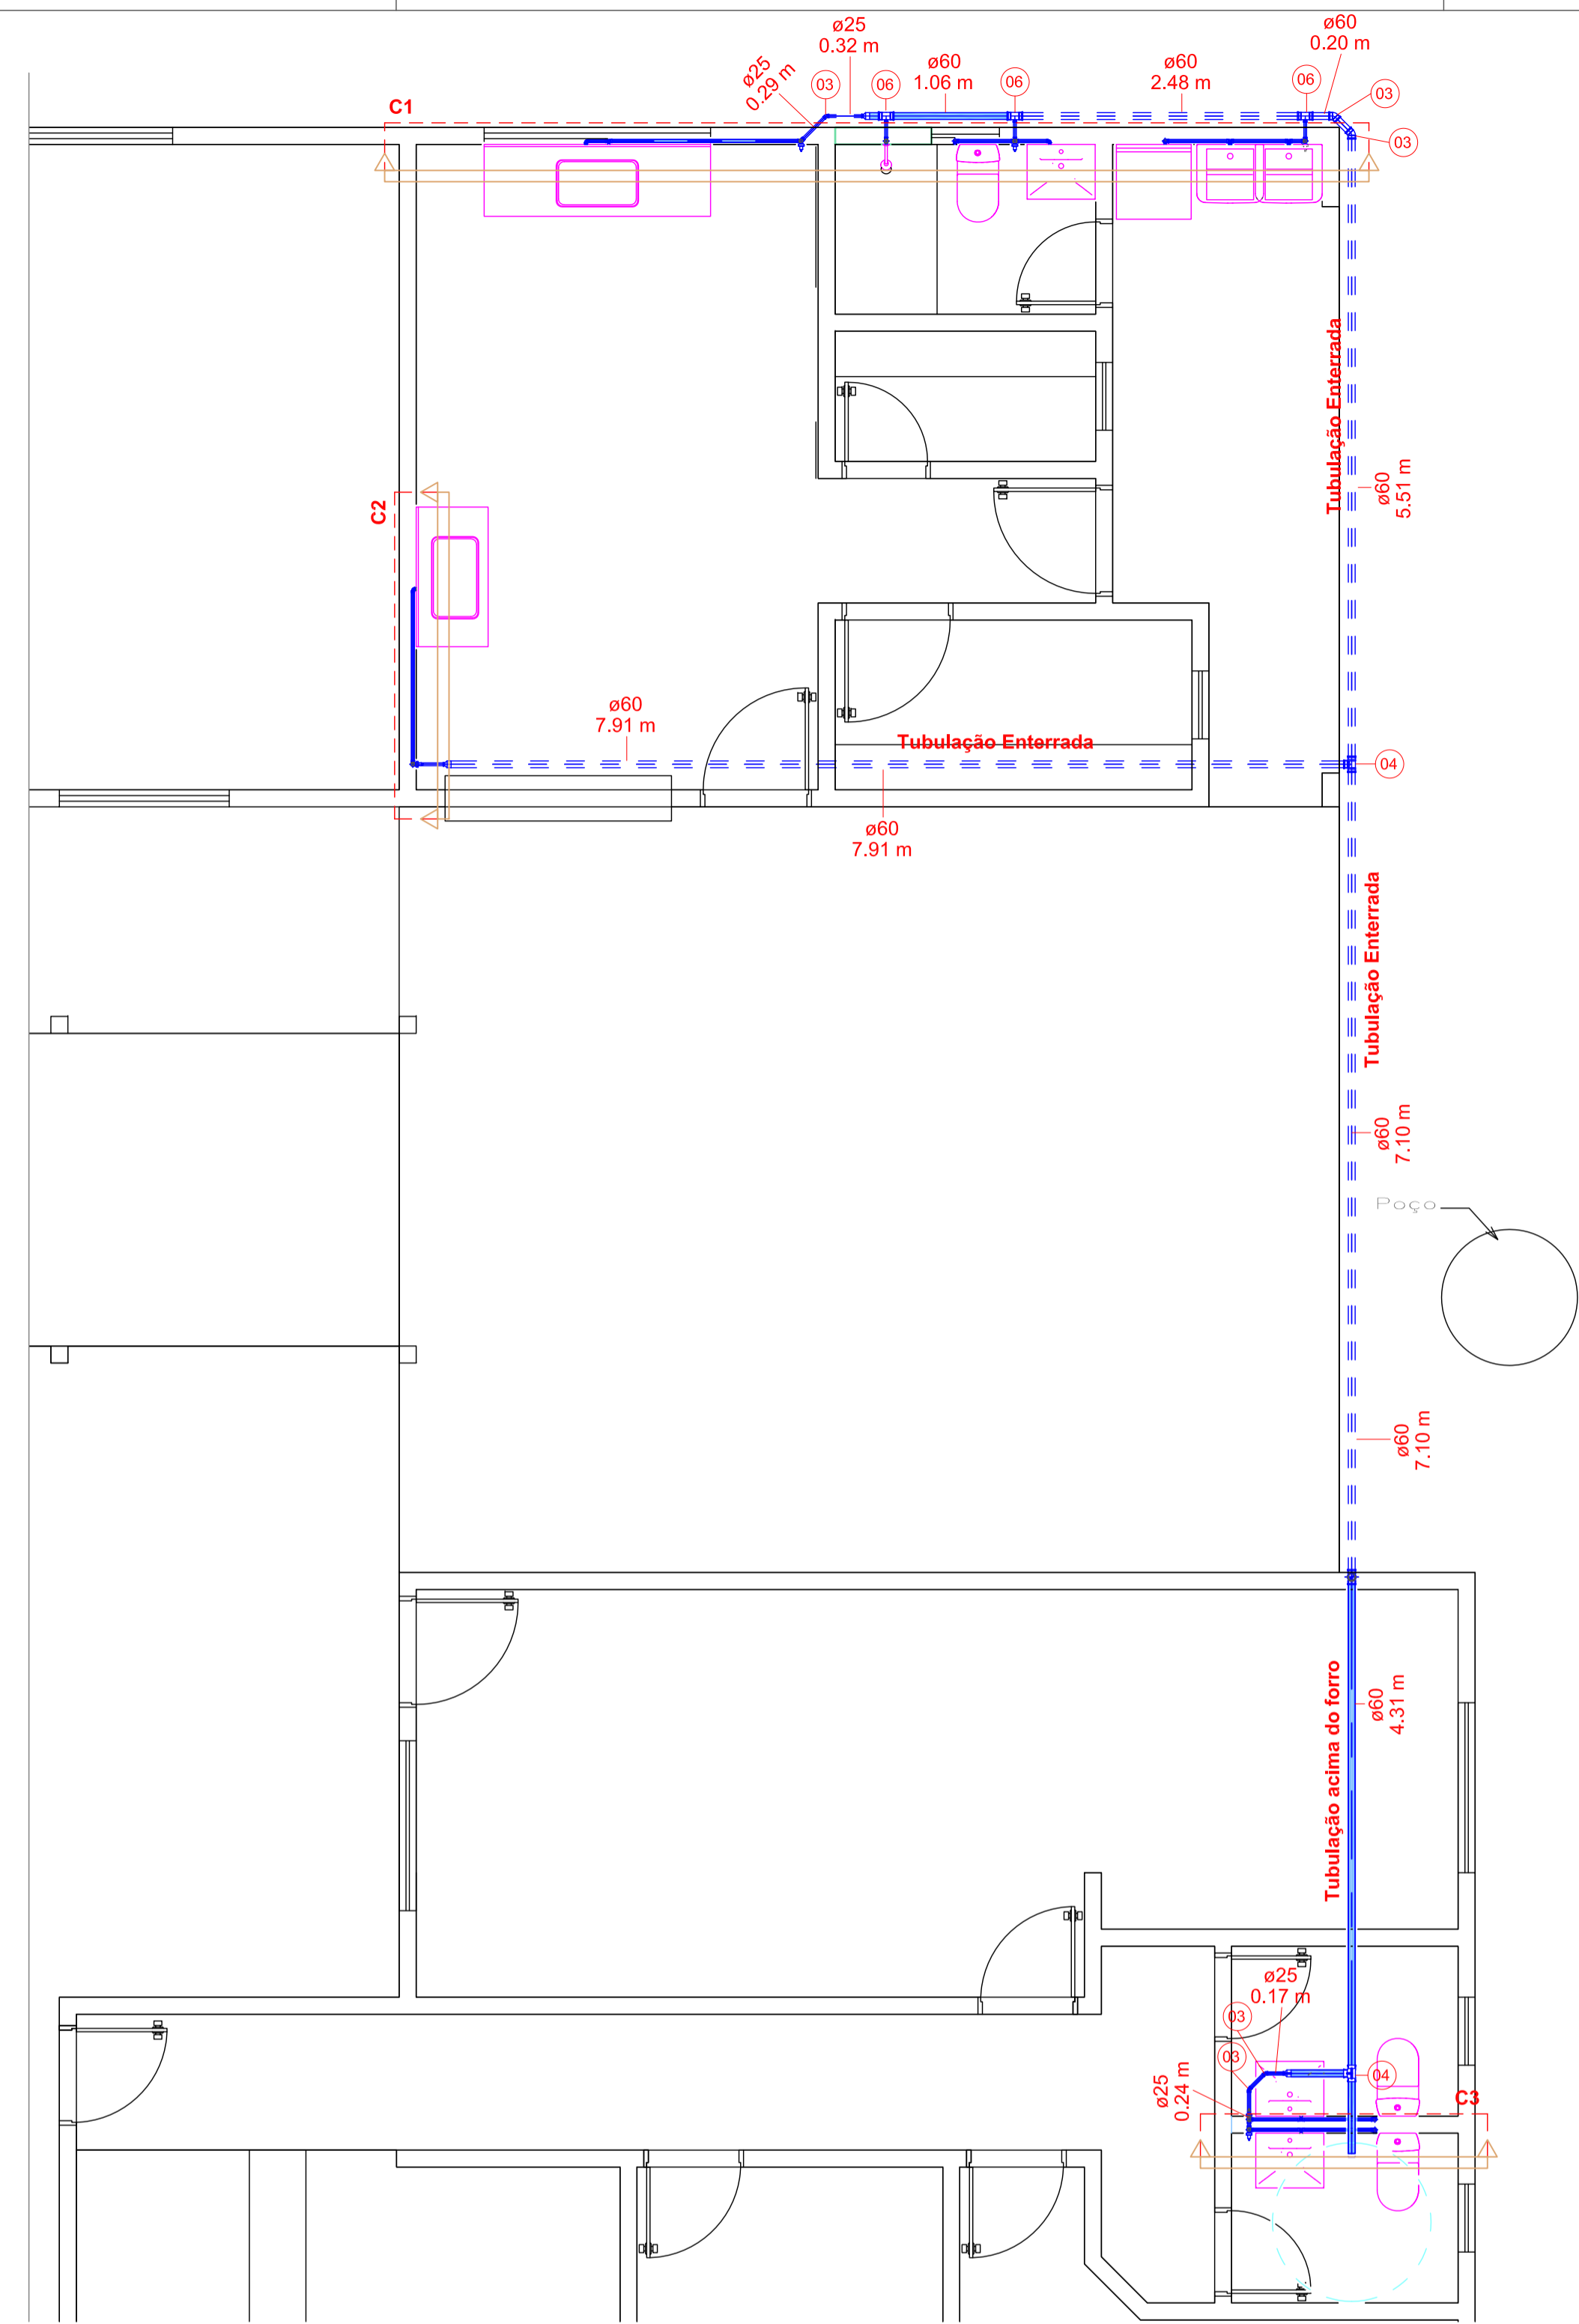 ø25
0.32 m
ø60
0.20 m
ø25
0.29 m
03
06
ø60
1.06 m
06
ø60
2.48 m
06
03
03
C1
Tubulação Enterrada
ø60
5.51 m
C2
ø60
7.91 m
Tubulação Enterrada
04
ø60
7.91 m
Tubulação Enterrada
ø60
7.10 m
Poço
ø60
7.10 m
Tubulação acima do forro
ø60
4.31 m
ø25
0.17 m
03
03
04
ø25
0.24 m
C3